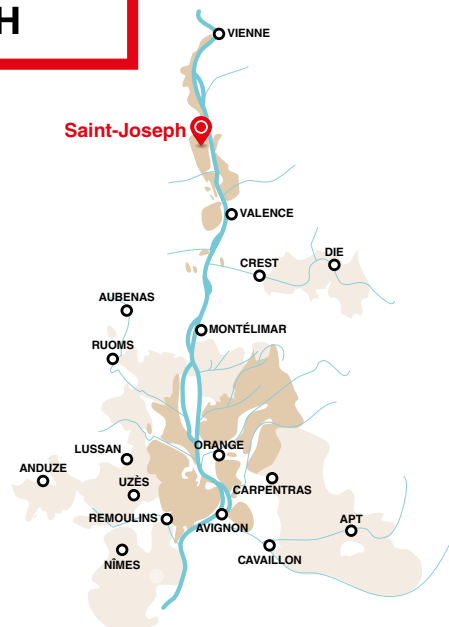 H
VIENNE
Saint-Joseph
VALENCE
DIE
CREST
AUBENAS
MONTÉLIMAR
RUOMS
ORANGE
LUSSAN
ANDUZE
CARPENTRAS
UZÈS
REMOULINS
AVIGNON
APT
CAVAILLON
NÎMES